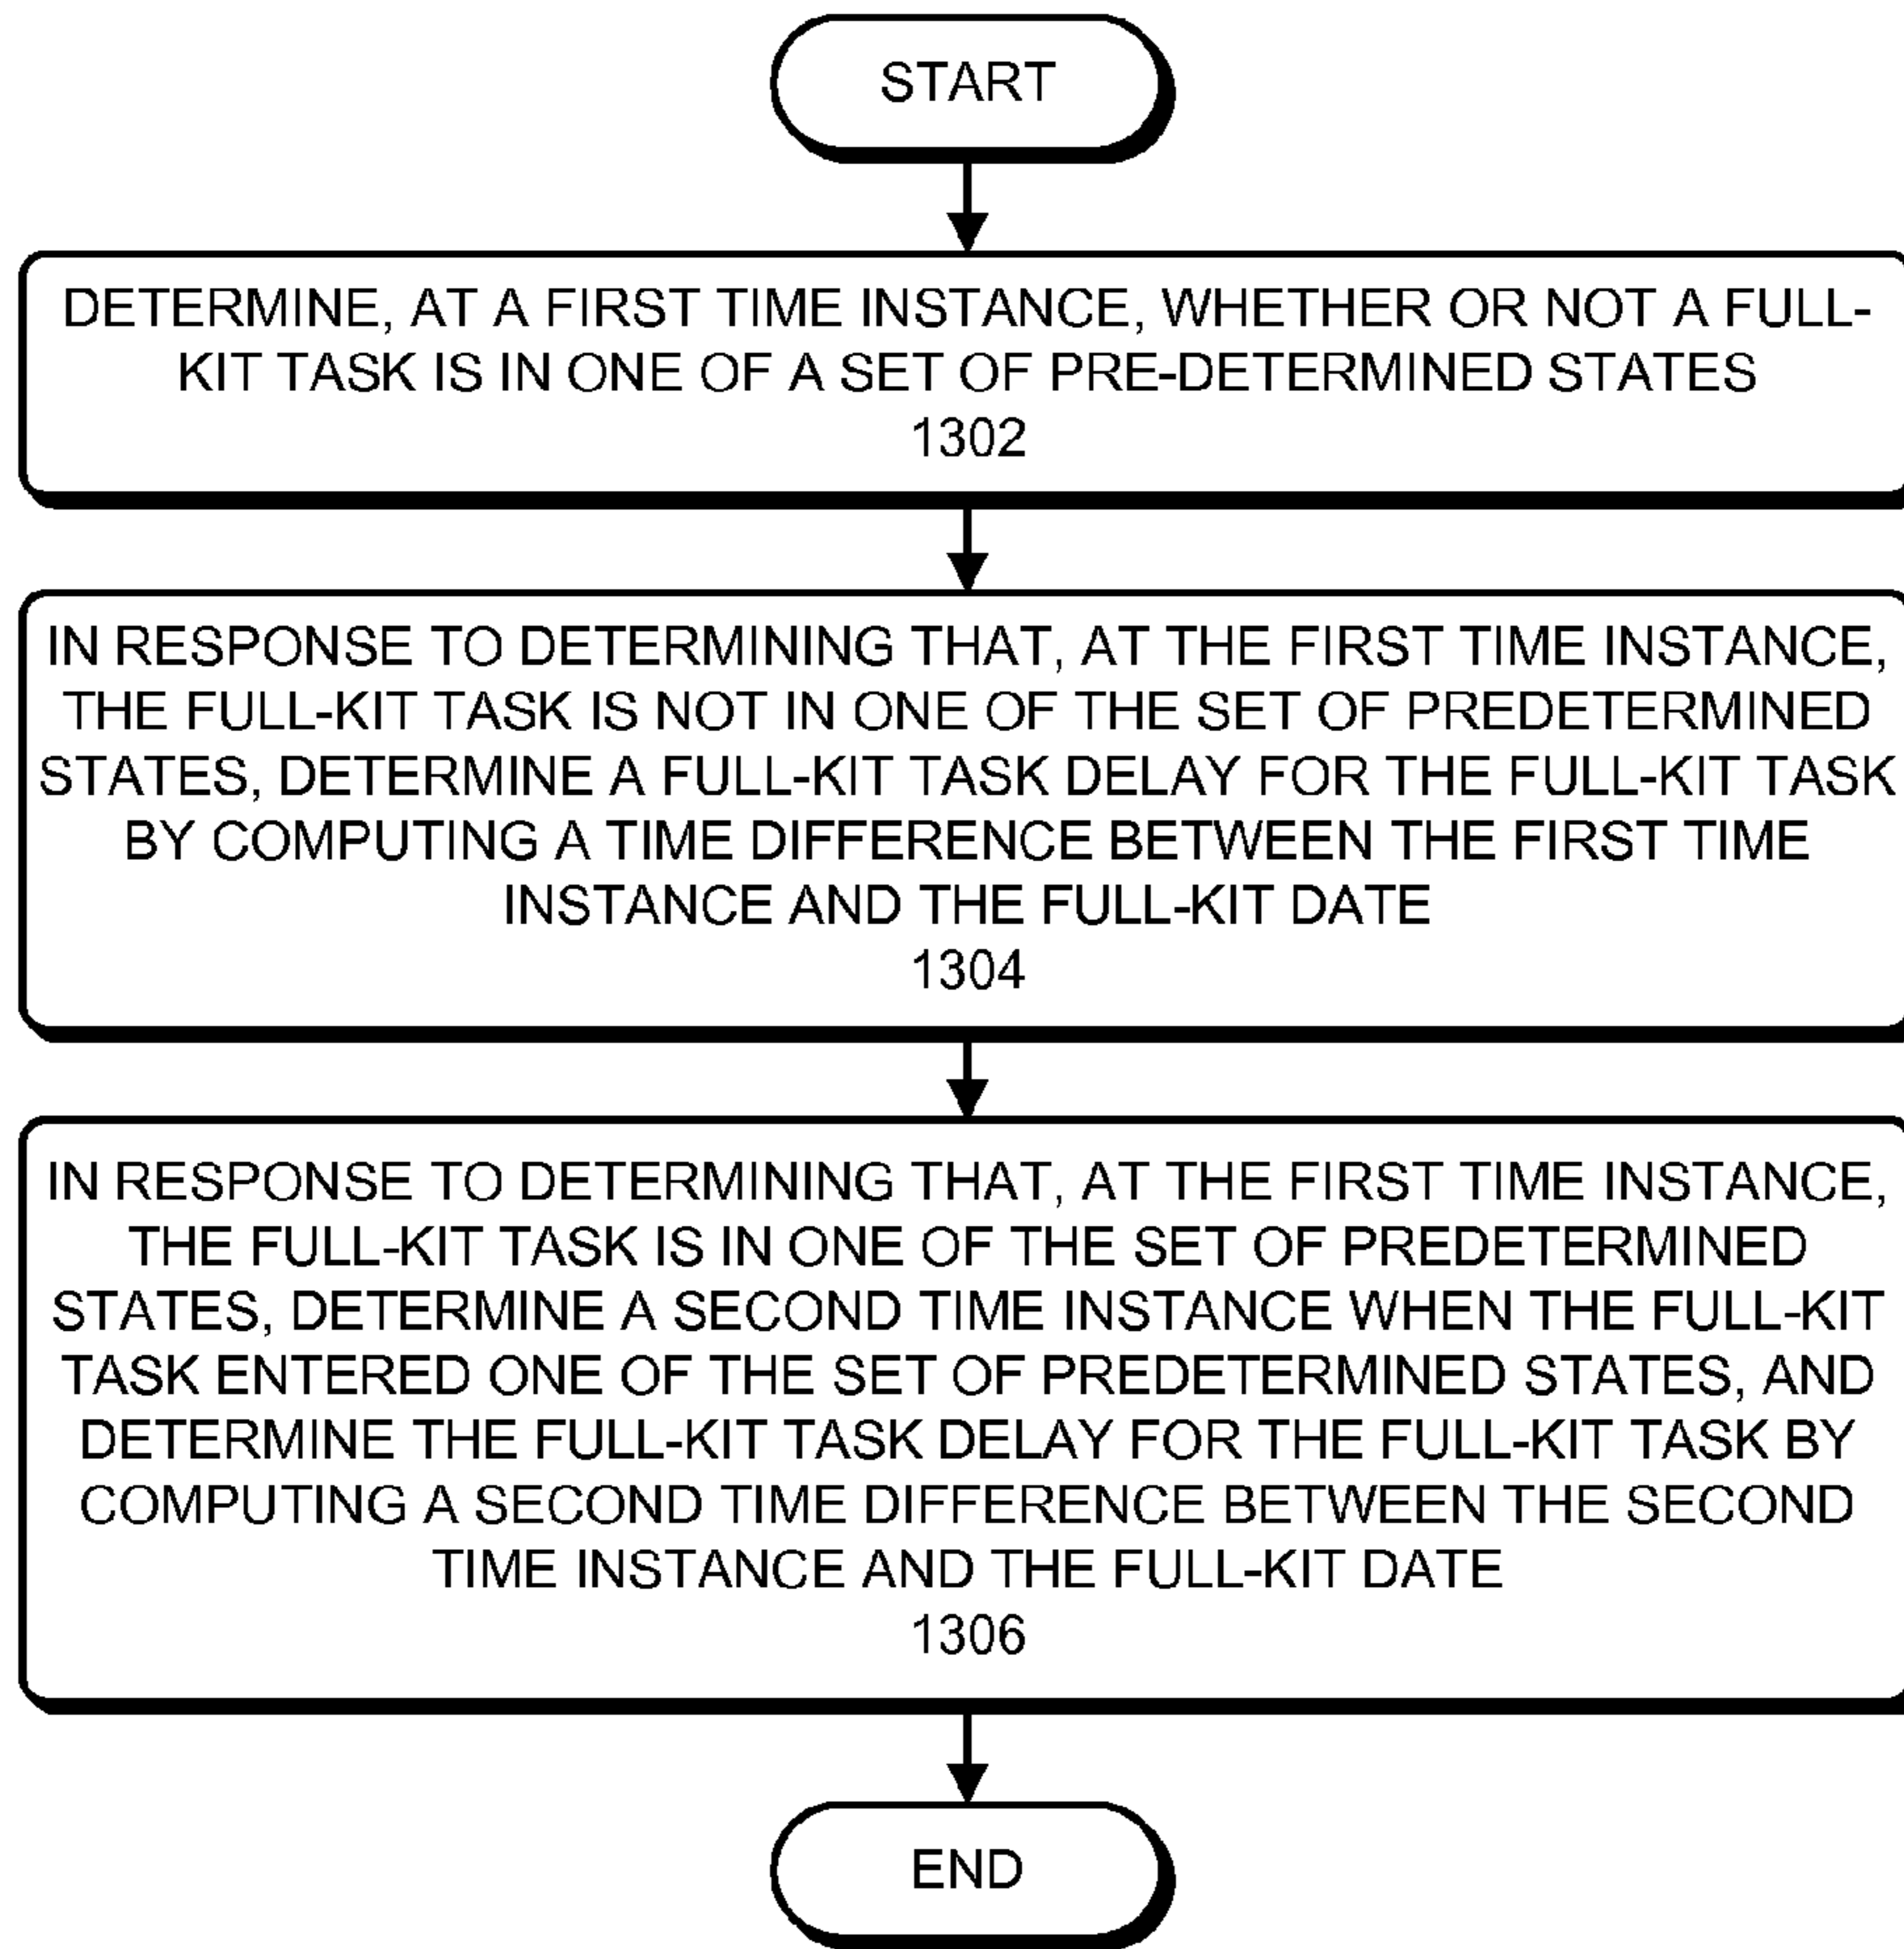 START
DETERMINE, AT A FIRST TIME INSTANCE, WHETHER OR NOT A FULL-
KIT TASK IS IN ONE OF A SET OF PRE-DETERMINED STATES
1302
IN RESPONSE TO DETERMINING THAT, AT THE FIRST TIME INSTANCE,
THE FULL-KIT TASK IS NOT IN ONE OF THE SET OF PREDETERMINED
STATES, DETERMINE A FULL-KIT TASK DELAY FOR THE FULL-KIT TASK
BY COMPUTING A TIME DIFFERENCE BETWEEN THE FIRST TIME
INSTANCE AND THE FULL-KIT DATE
1304
IN RESPONSE TO DETERMINING THAT, AT THE FIRST TIME INSTANCE,
THE FULL-KIT TASK IS IN ONE OF THE SET OF PREDETERMINED
STATES, DETERMINE A SECOND TIME INSTANCE WHEN THE FULL-KIT
TASK ENTERED ONE OF THE SET OF PREDETERMINED STATES, AND
DETERMINE THE FULL-KIT TASK DELAY FOR THE FULL-KIT TASK BY
COMPUTING A SECOND TIME DIFFERENCE BETWEEN THE SECOND
TIME INSTANCE AND THE FULL-KIT DATE
1306
END